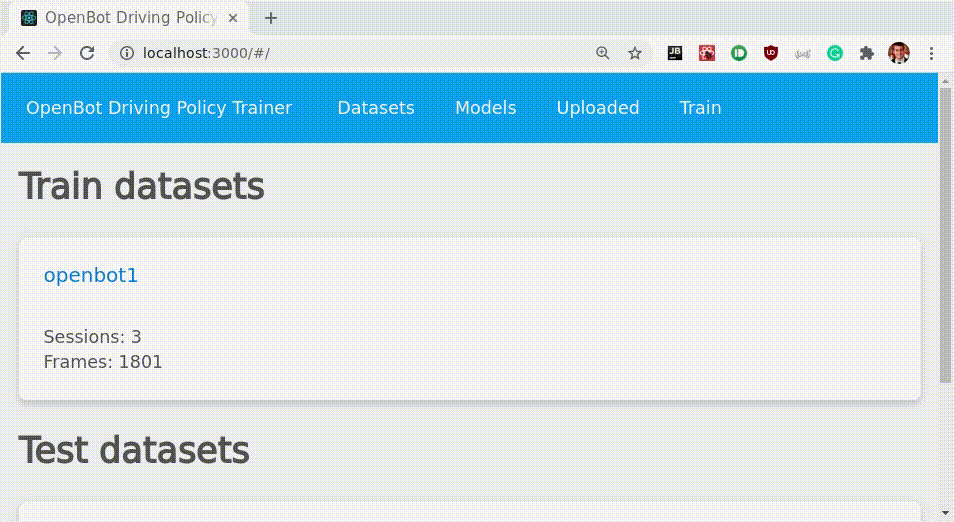 OpenBot Driving Policy
localhost:3000/#/
OpenBot Driving Policy Trainer Datasets Models Uploaded Train
Train datasets
openbot1
Sessions: 3
Frames: 1801
Test datasets